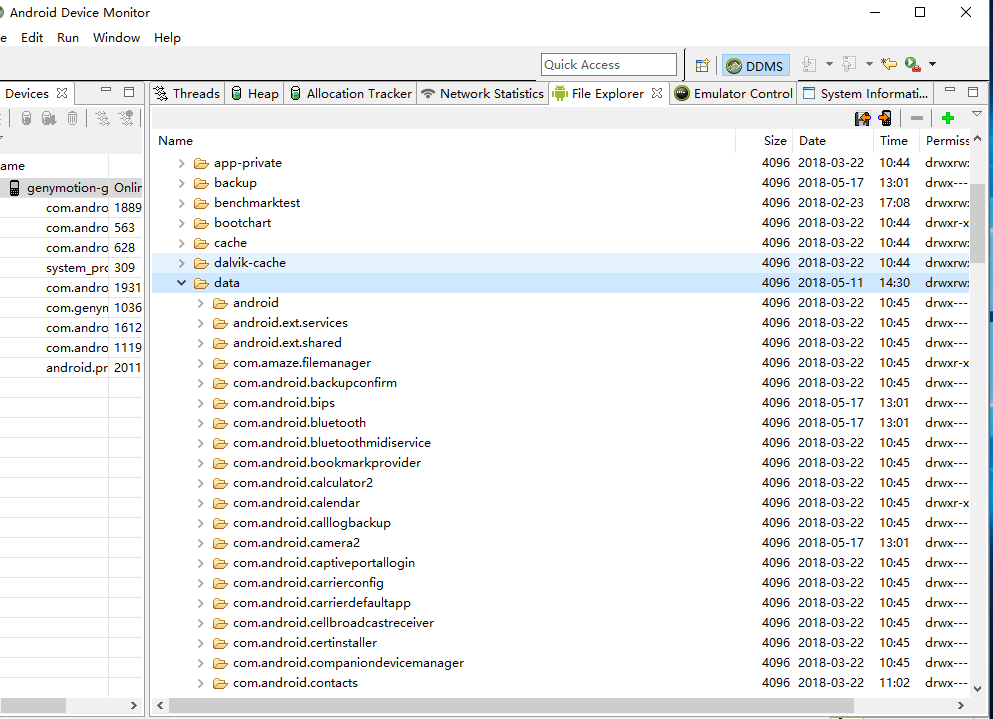 Android Device Monitor
e Edit Run Window Help
Quick Access DDMS
Devices Threads Heap Allocation Tracker Network Statistics File Explorer Emulator Control System Informati...
ame
genymotion-g Onlin
com.andro 1889
com.andro 563
com.andro 628
system_pro 309
com.andro 1931
com.genyn 1036
com.andro 1612
com.andro 1119
android.pr 2011
Name Size Date Time Permiss
app-private 4096 2018-03-22 10:44 drwxrw:
backup 4096 2018-05-17 13:01 drwx---
benchmarktest 4096 2018-02-23 17:08 drwxrw:
bootchart 4096 2018-03-22 10:44 drwxr-x
cache 4096 2018-03-22 10:44 drwxrw:
dalvik-cache 4096 2018-03-22 10:44 drwxrw:
data 4096 2018-05-11 14:30 drwxrw:
android 4096 2018-03-22 10:45 drwx---
android.ext.services 4096 2018-03-22 10:45 drwx---
android.ext.shared 4096 2018-03-22 10:45 drwx---
com.amaze.filemanager 4096 2018-03-22 10:45 drwxr-x
com.android.backupconfirm 4096 2018-03-22 10:45 drwx---
com.android.bips 4096 2018-05-17 13:01 drwx---
com.android.bluetooth 4096 2018-05-17 13:01 drwx---
com.android.bluetoothmidiservice 4096 2018-03-22 10:45 drwx---
com.android.bookmarkprovider 4096 2018-03-22 10:45 drwx---
com.android.calculator2 4096 2018-03-22 10:45 drwx---
com.android.calendar 4096 2018-03-22 10:45 drwxr-x
com.android.calllogbackup 4096 2018-03-22 10:45 drwx---
com.android.camera2 4096 2018-05-17 13:01 drwx---
com.android.captiveportallogin 4096 2018-03-22 10:45 drwx---
com.android.carrierconfig 4096 2018-03-22 10:45 drwx---
com.android.carrierdefaultapp 4096 2018-03-22 10:45 drwx---
com.android.cellbroadcastreceiver 4096 2018-03-22 10:45 drwx---
com.android.certinstaller 4096 2018-03-22 10:45 drwx---
com.android.companiondevicemanager 4096 2018-03-22 10:45 drwx---
com.android.contacts 4096 2018-03-22 11:02 drwx---